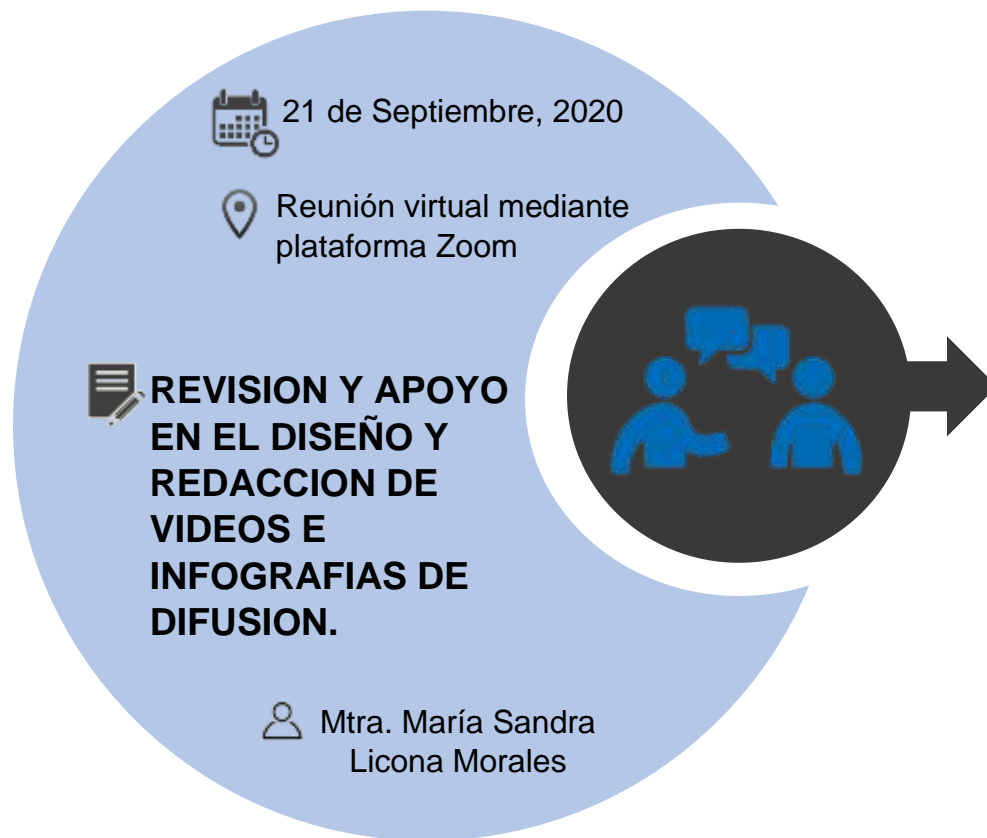 21 de Septiembre, 2020
Reunión virtual mediante
plataforma Zoom
REVISION Y APOYO
EN EL DISEÑO Y
REDACCION DE
VIDEOS E
INFOGRAFIAS DE
DIFUSION.
Mtra. María Sandra
Licona Morales